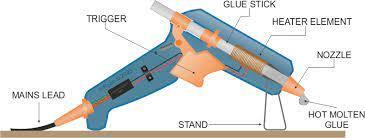 GLUE STICK
TRIGGER
HEATER ELEMENT
NOZZLE
MAINS LEAD
HOT MOLTEN
GLUE
STAND